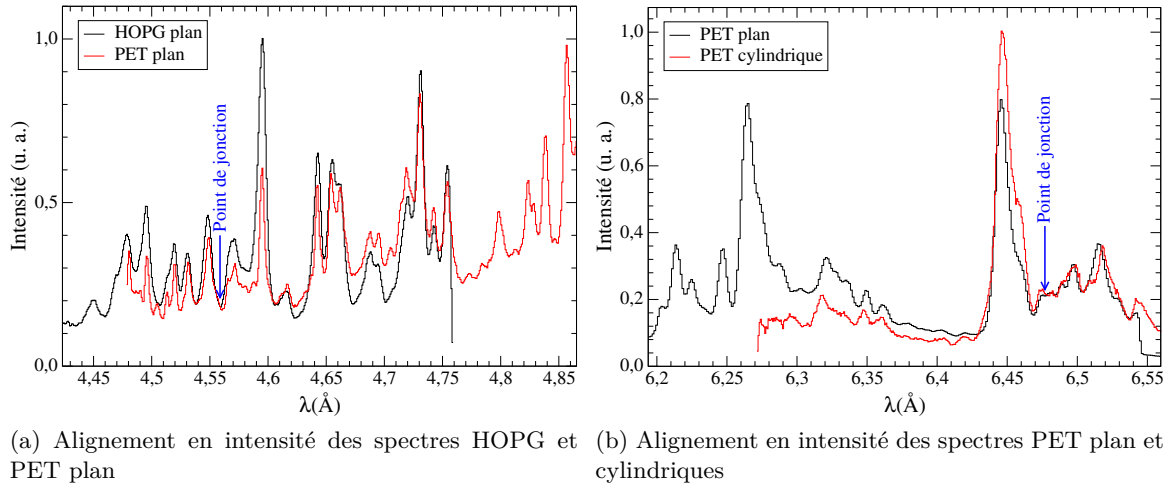 HOPG plan
PET plan
Point de jonction
Intensité (u. a.)
1,0
0,5
0,0
4,45 4,5 4,55 4,6 4,65 4,7 4,75 4,8 4,85
λ(Å)
(a) Alignement en intensité des spectres HOPG et
PET plan
PET plan
PET cylindrique
Point de jonction
Intensité (u. a.)
1,0
0,8
0,6
0,4
0,2
0,0
6,2 6,25 6,3 6,35 6,4 6,45 6,5 6,55
λ(Å)
(b) Alignement en intensité des spectres PET plan et
cylindriques